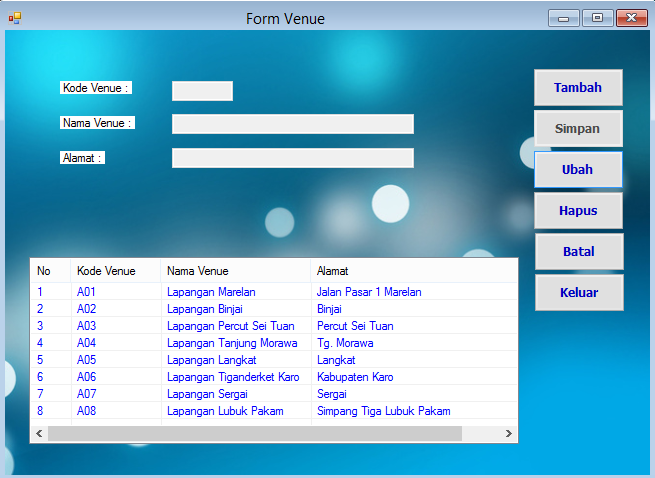 Form Venue
Kode Venue :
Tambah
Nama Venue :
Simpan
Alamat :
Ubah
Hapus
Batal
Keluar
No Kode Venue Nama Venue Alamat
1 A01 Lapangan Marelan Jalan Pasar 1 Marelan
2 A02 Lapangan Binjai Binjai
3 A03 Lapangan Percut Sei Tuan Percut Sei Tuan
4 A04 Lapangan Tanjung Morawa Tg. Morawa
5 A05 Lapangan Langkat Langkat
6 A06 Lapangan Tiganderket Karo Kabupaten Karo
7 A07 Lapangan Sergai Sergai
8 A08 Lapangan Lubuk Pakam Simpang Tiga Lubuk Pakam